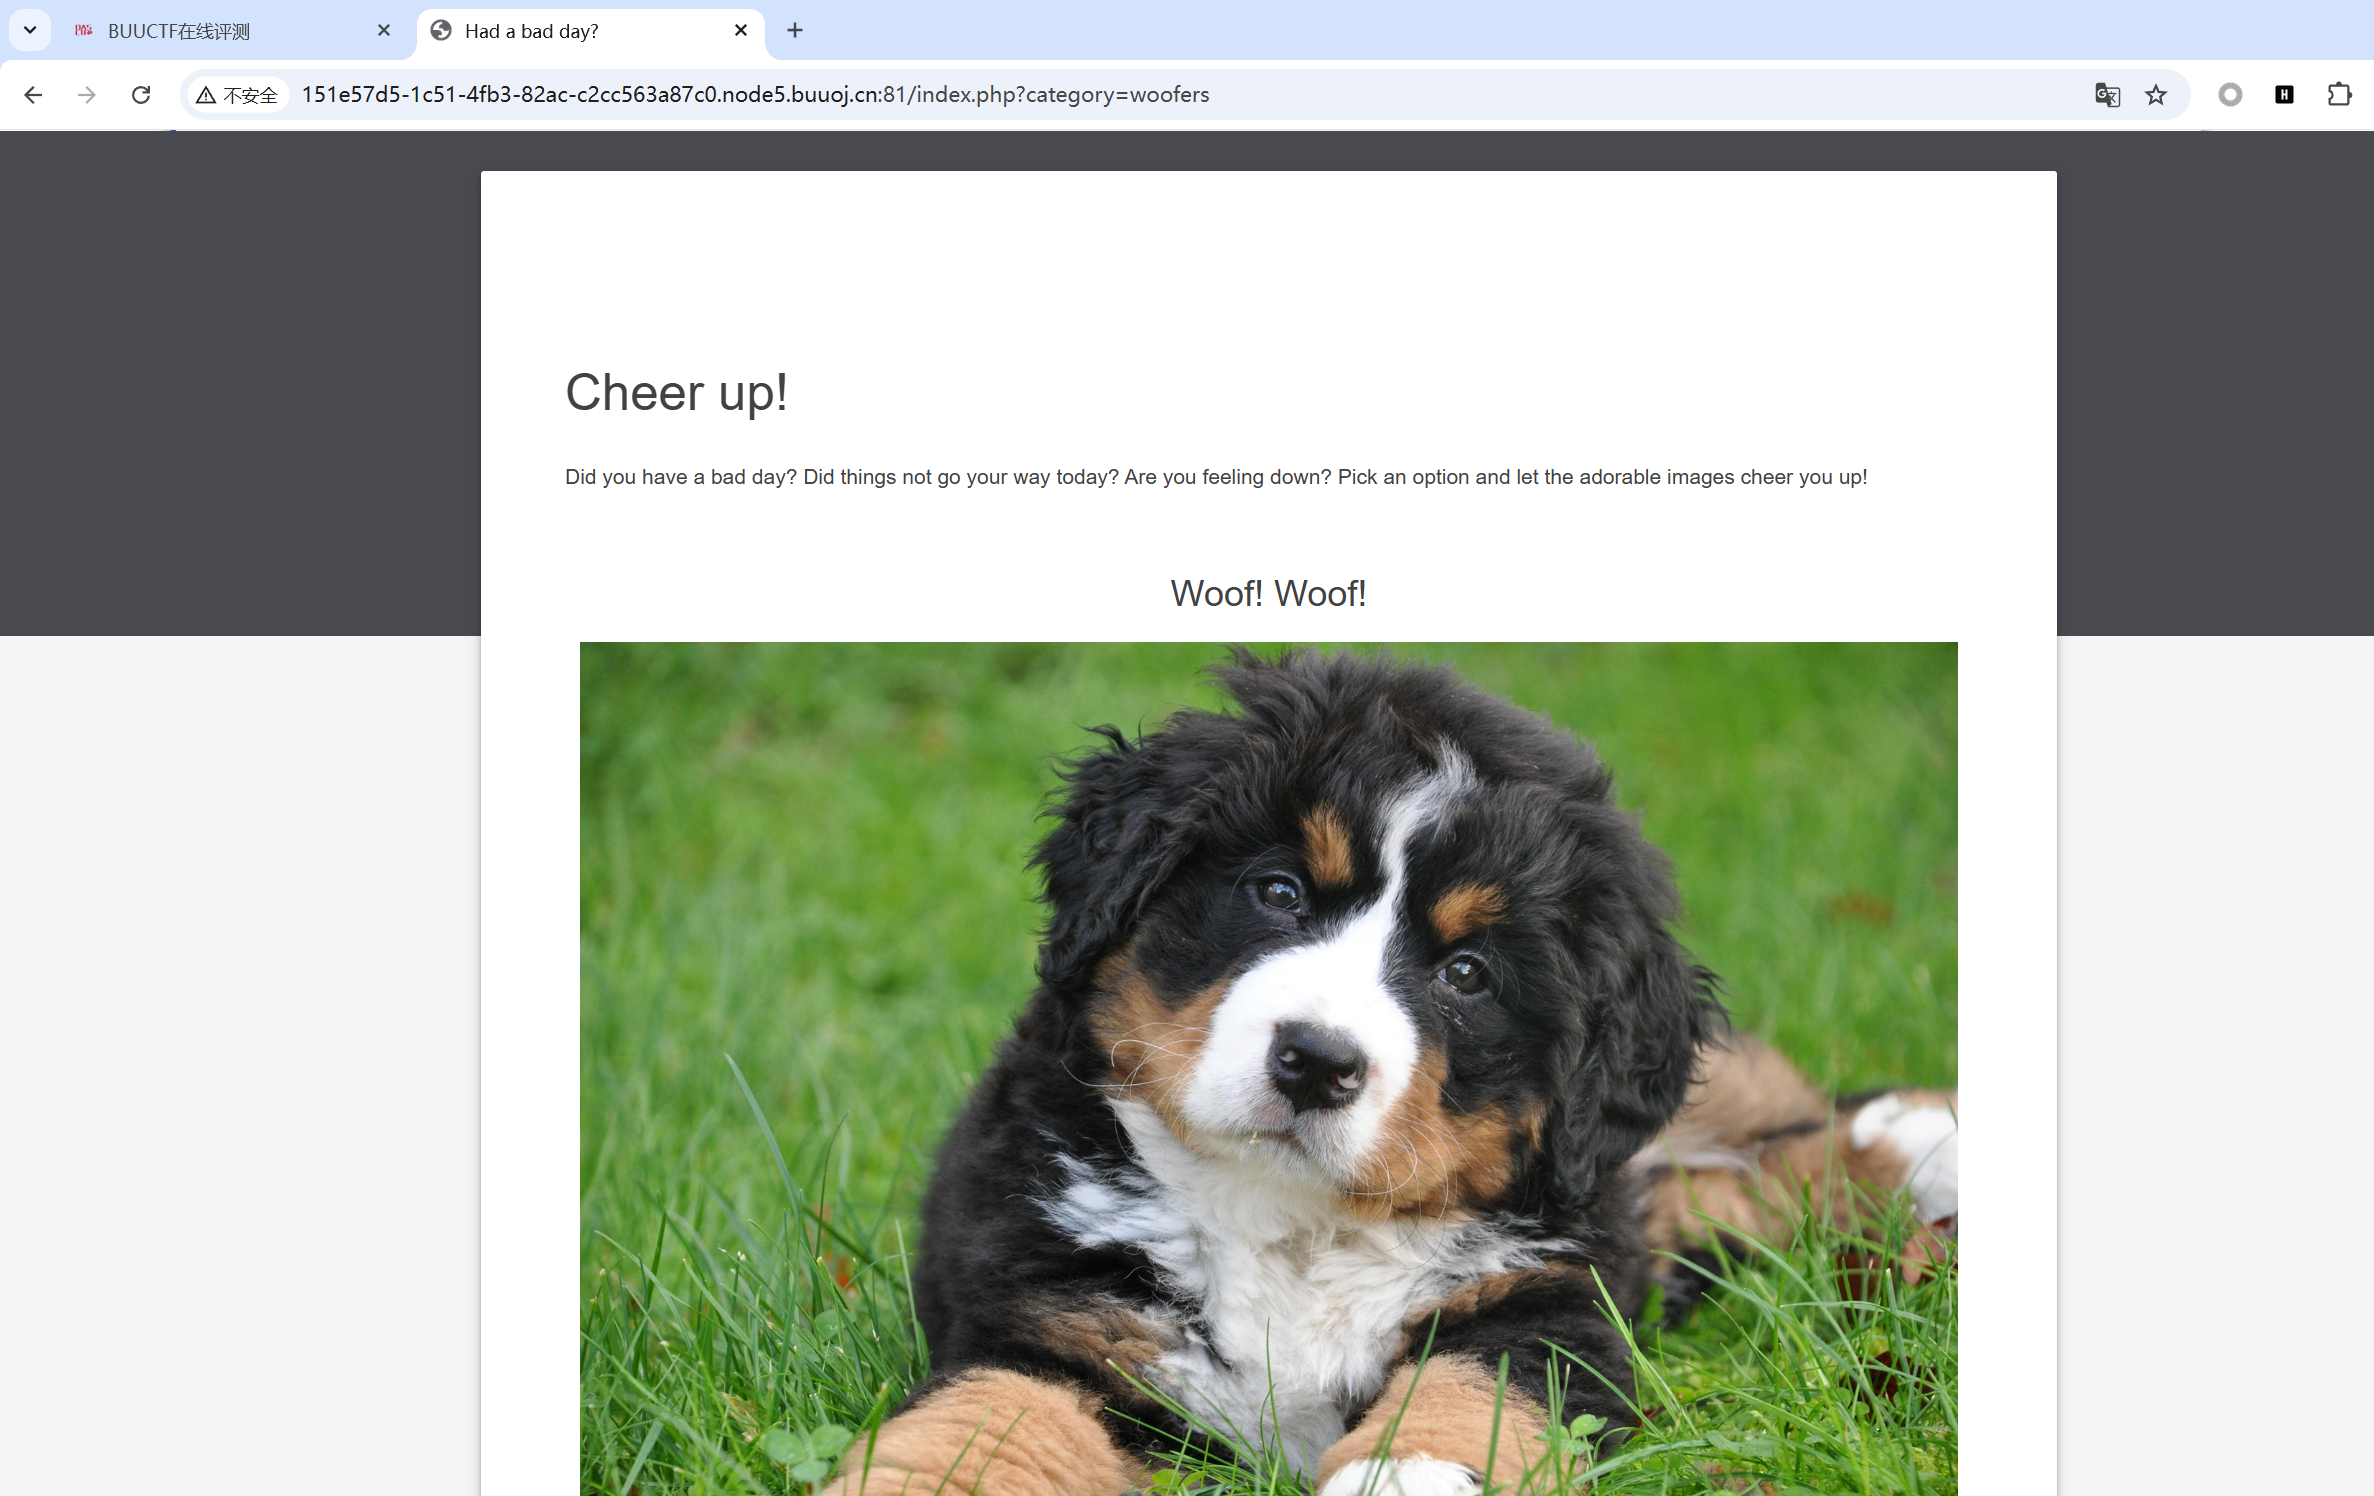 BUUCTF在线评测
Had a bad day?
不安全
151e57d5-1c51-4fb3-82ac-c2cc563a87c0.node5.buuoj.cn:81/index.php?category=woofers
Cheer up!
Did you have a bad day? Did things not go your way today? Are you feeling down? Pick an option and let the adorable images cheer you up!
Woof! Woof!